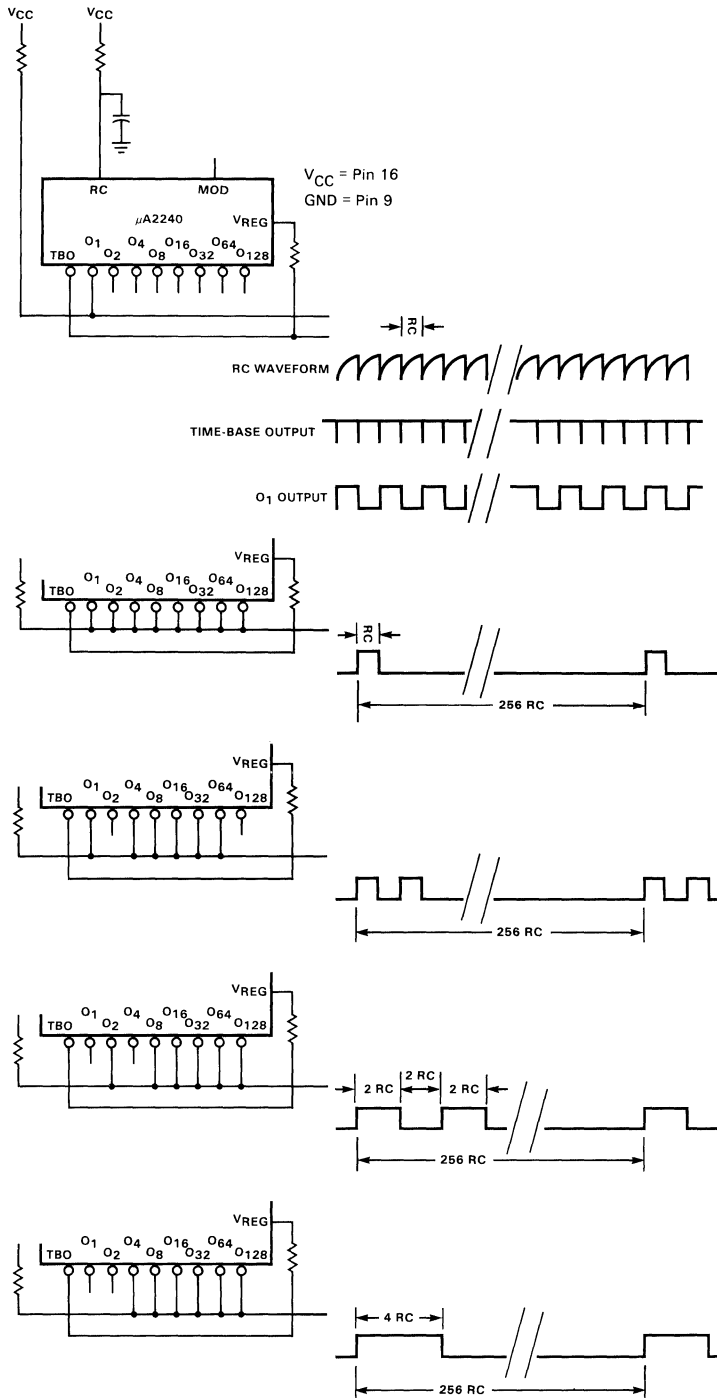 VCC VCC
VCC = Pin 16
GND = Pin 9
RC MOD
μA2240
VREG
TBO O1 O2 O4 O8 O16 O32 O64 O128
RC
RC WAVEFORM
TIME-BASE OUTPUT
O1 OUTPUT
VREG
TBO O1 O2 O4 O8 O16 O32 O64 O128
RC
256 RC
VREG
TBO O1 O2 O4 O8 O16 O32 O64 O128
256 RC
VREG
TBO O1 O2 O4 O8 O16 O32 O64 O128
2 RC 2 RC 2 RC
256 RC
VREG
TBO O1 O2 O4 O8 O16 O32 O64 O128
4 RC
256 RC